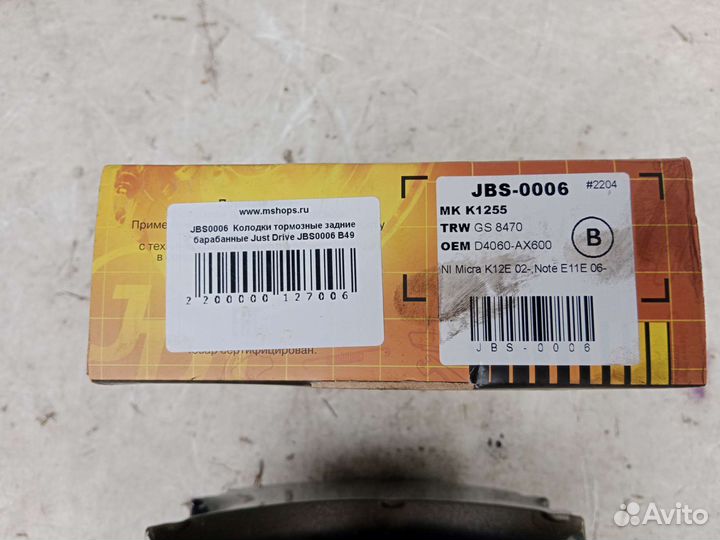 www.mshops.ru
JBS0006 Колодки тормозные задние
барабанные Just Drive JBS0006 B49
2 200000 127006
товар сертифицирован.
JBS-0006 #2204
MK K1255
TRW GS 8470
OEM D4060-AX600
B
NI Micra K12E 02-,Note E11E 06-
JBS-0006
Avito